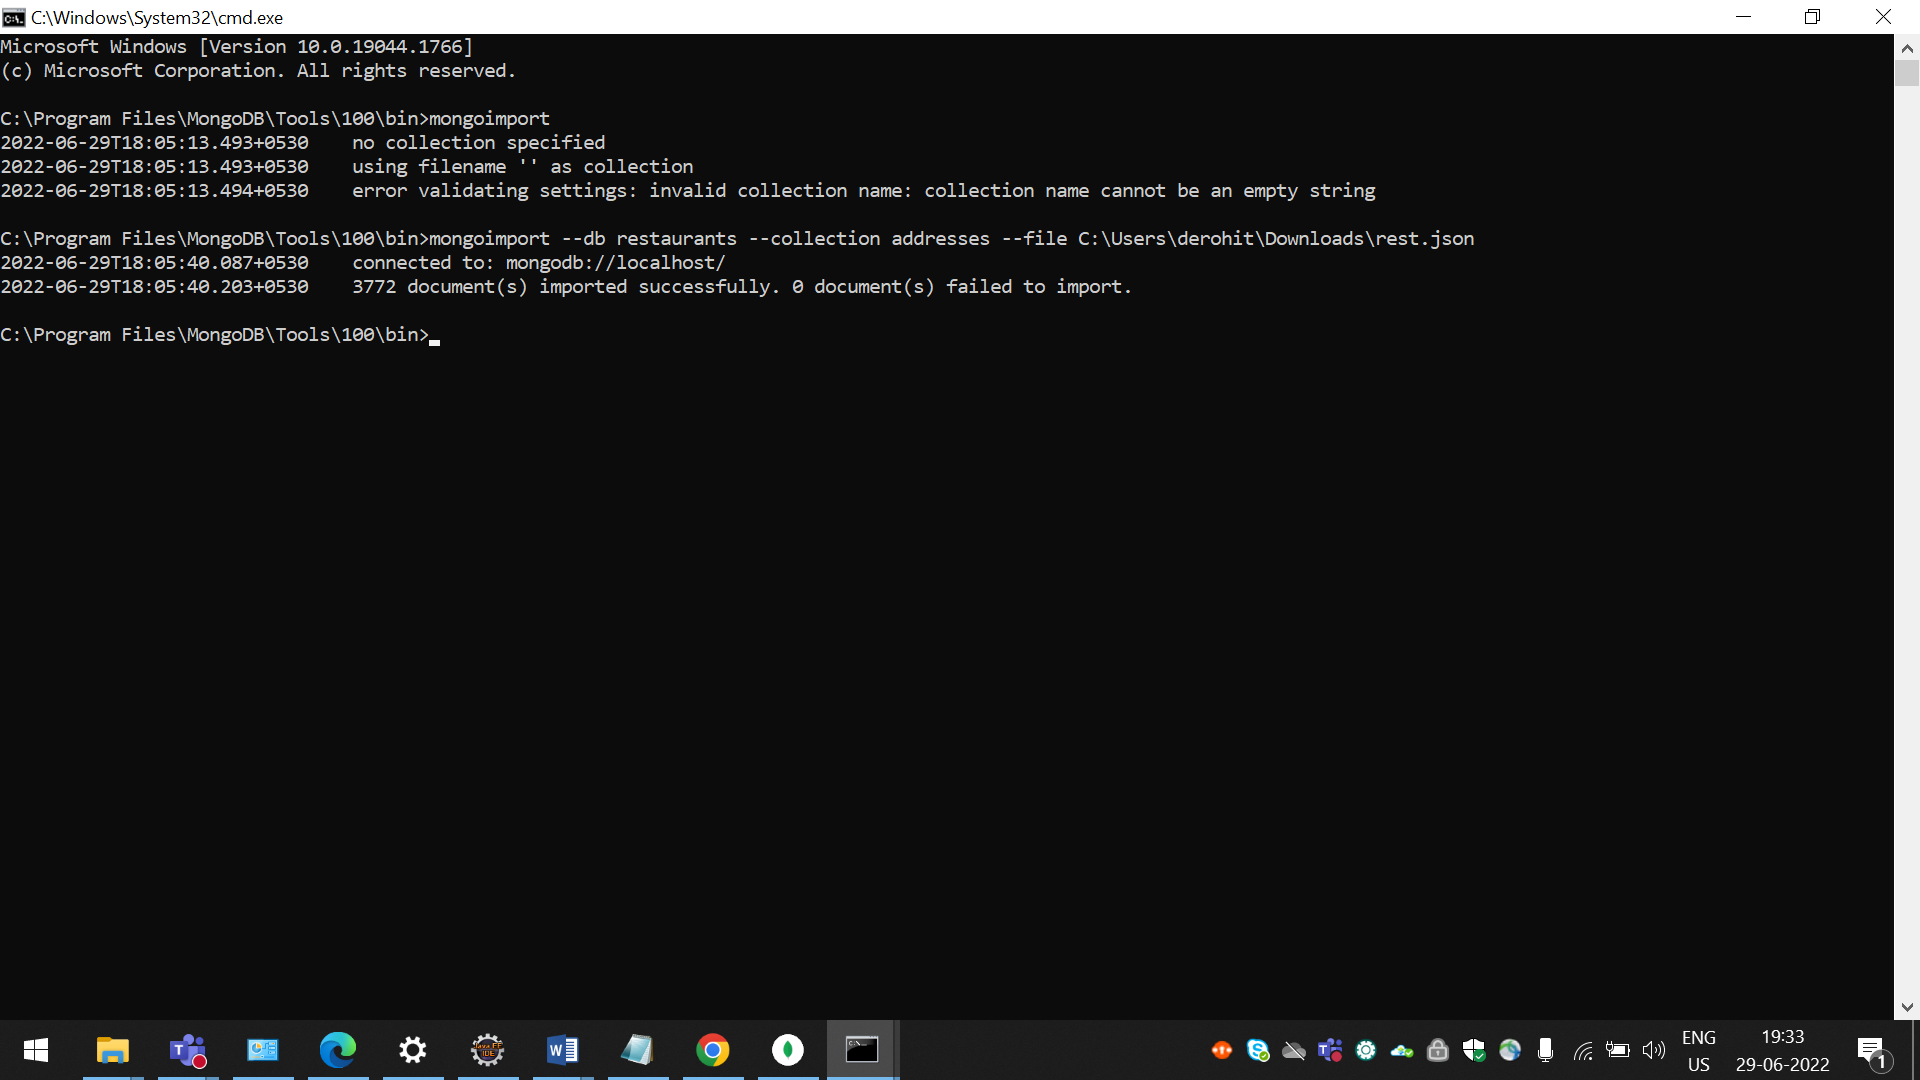 C:\Windows\System32\cmd.exe
Microsoft Windows [Version 10.0.19044.1766]
(c) Microsoft Corporation. All rights reserved.
C:\Program Files\MongoDB\Tools\100\bin>mongoimport
2022-06-29T18:05:13.493+0530    no collection specified
2022-06-29T18:05:13.493+0530    using filename '' as collection
2022-06-29T18:05:13.494+0530    error validating settings: invalid collection name: collection name cannot be an empty string
C:\Program Files\MongoDB\Tools\100\bin>mongoimport --db restaurants --collection addresses --file C:\Users\derohit\Downloads\rest.json
2022-06-29T18:05:40.087+0530    connected to: mongodb://localhost/
2022-06-29T18:05:40.203+0530    3772 document(s) imported successfully. 0 document(s) failed to import.
C:\Program Files\MongoDB\Tools\100\bin>
ENG
US
19:33
29-06-2022
1